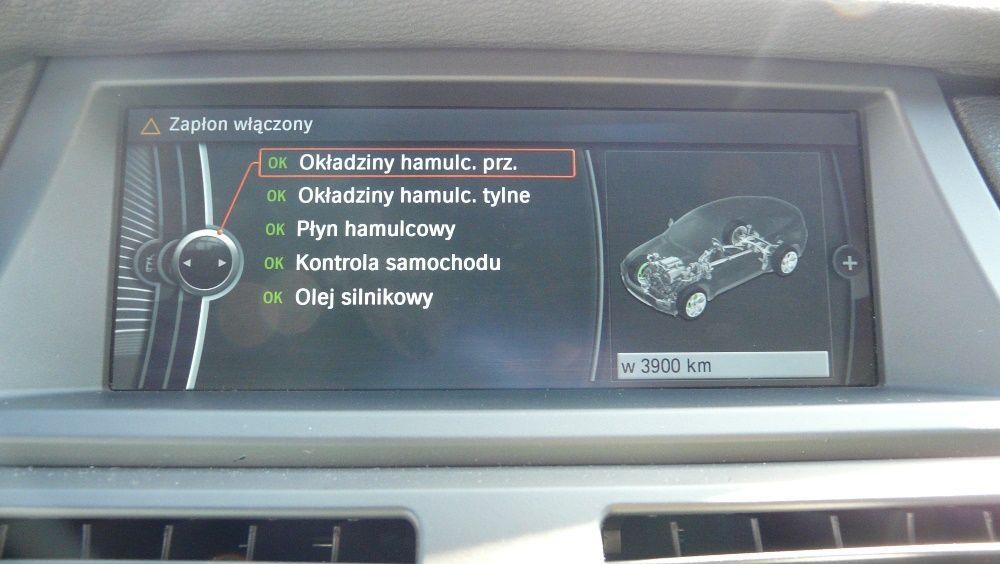 Zapłon włączony
OK Okładziny hamulc. prz.
OK Okładziny hamulc. tylne
OK Płyn hamulcowy
OK Kontrola samochodu
OK Olej silnikowy
w 3900 km